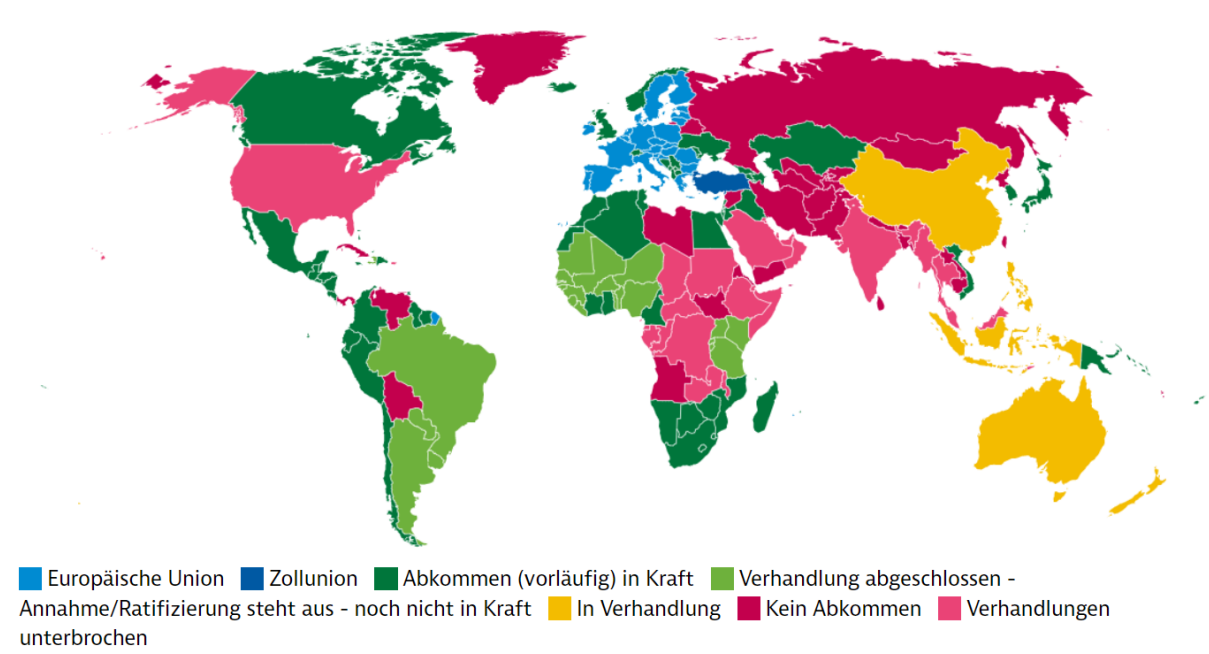 Europäische Union Zollunion Abkommen (vorläufig) in Kraft Verhandlung abgeschlossen -
Annahme/Ratifizierung steht aus - noch nicht in Kraft In Verhandlung Kein Abkommen Verhandlungen
unterbrochen